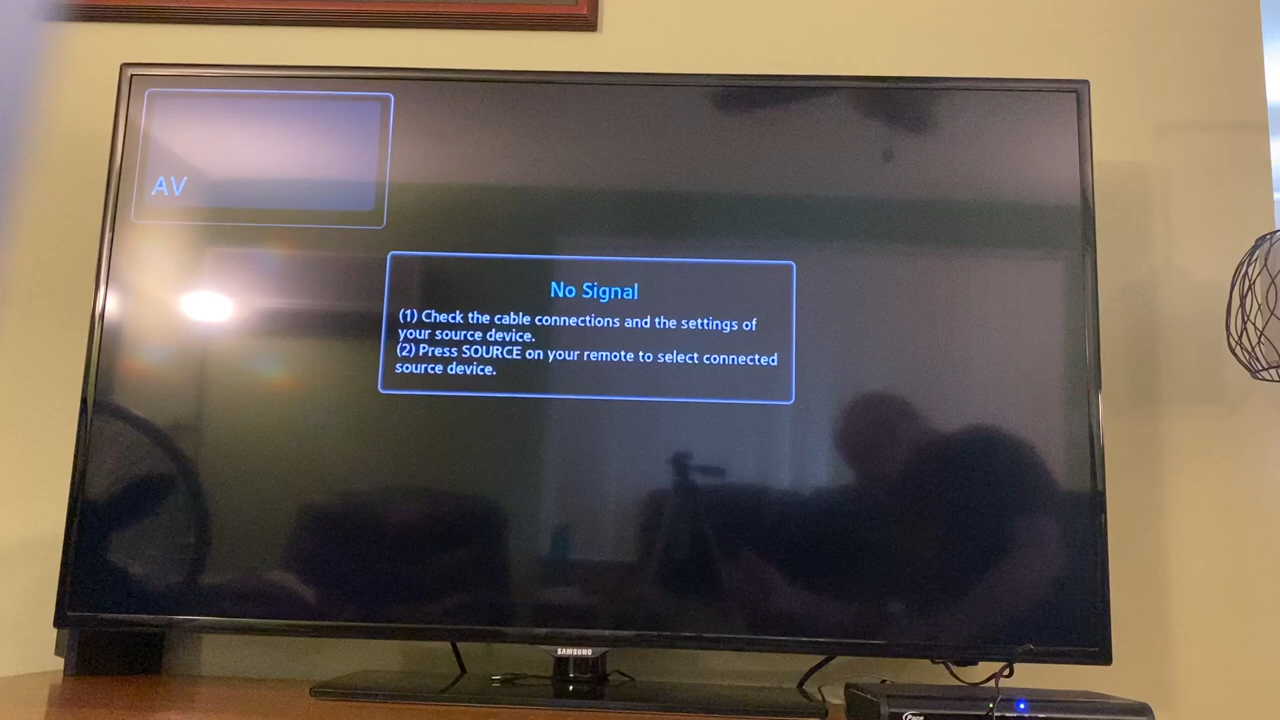 AV
No Signal
(1) Check the cable connections and the settings of
your source device.
(2) Press SOURCE on your remote to select connected
source device.
SAMSUNG
Pace